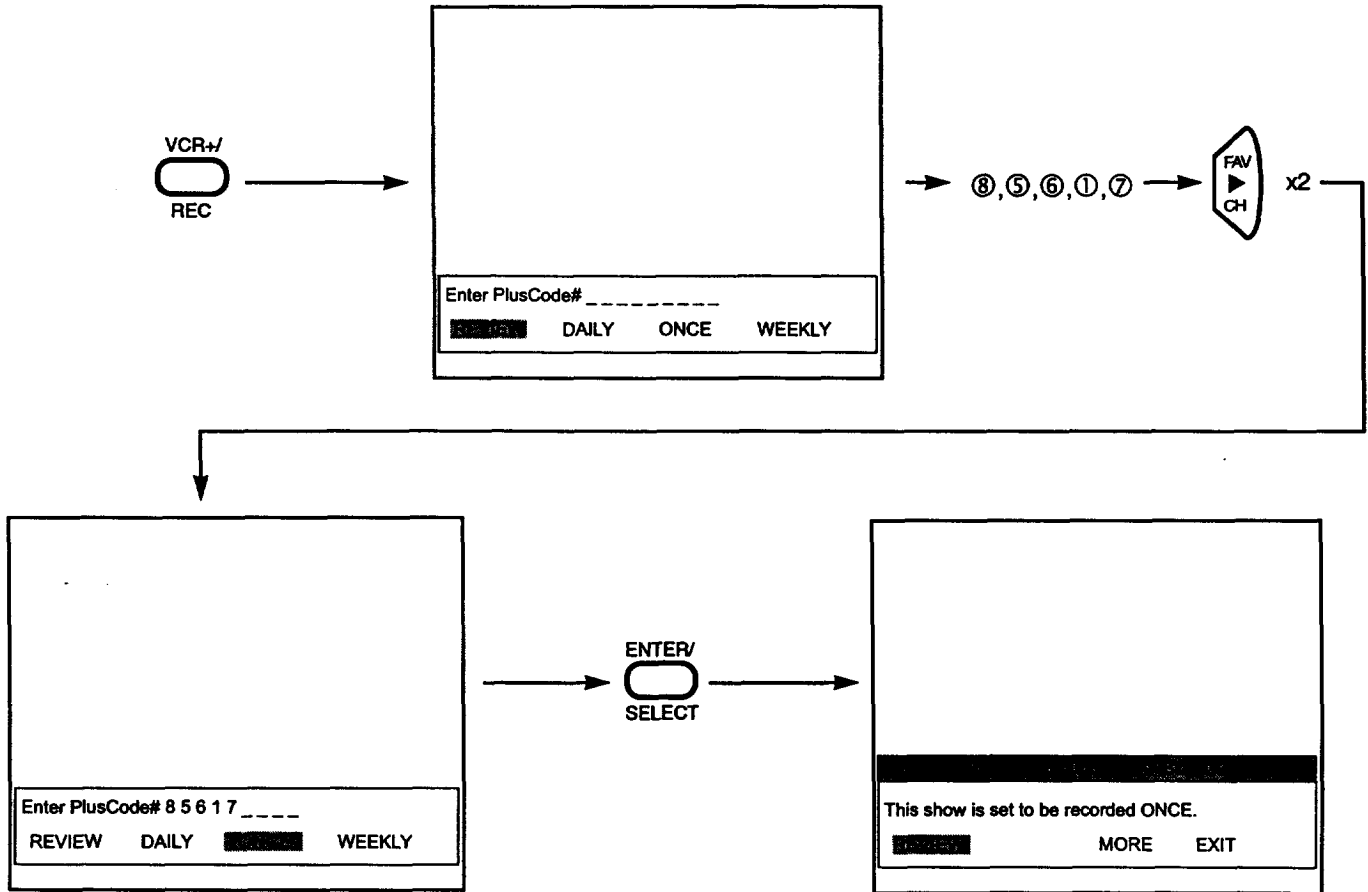 VCR+/
REC
Enter PlusCode# _ _ _ _ _ _ _ _ _
DAILY ONCE WEEKLY
⑧,⑤,⑥,①,⑦
FAV
CH
x2
Enter PlusCode# 8 5 6 1 7 _ _ _ _
REVIEW DAILY WEEKLY
ENTER/
SELECT
This show is set to be recorded ONCE.
MORE EXIT